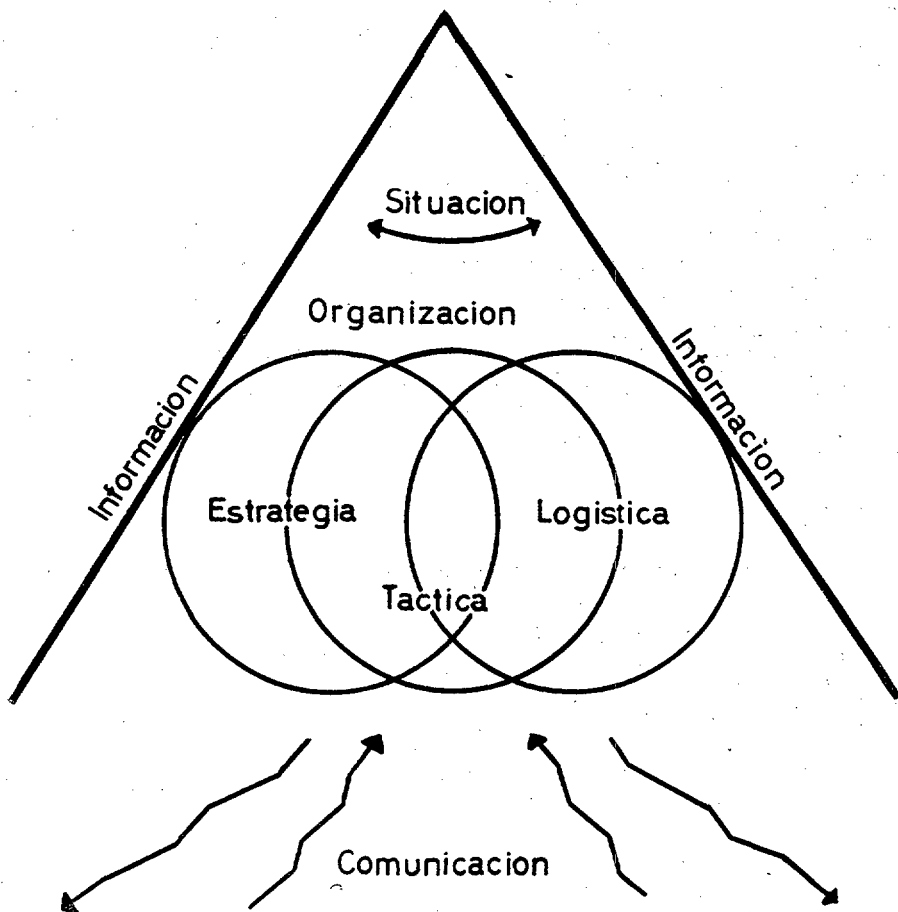 Situacion
Organizacion
Informacion
Informacion
Estrategia
Logistica
Tactica
Comunicacion